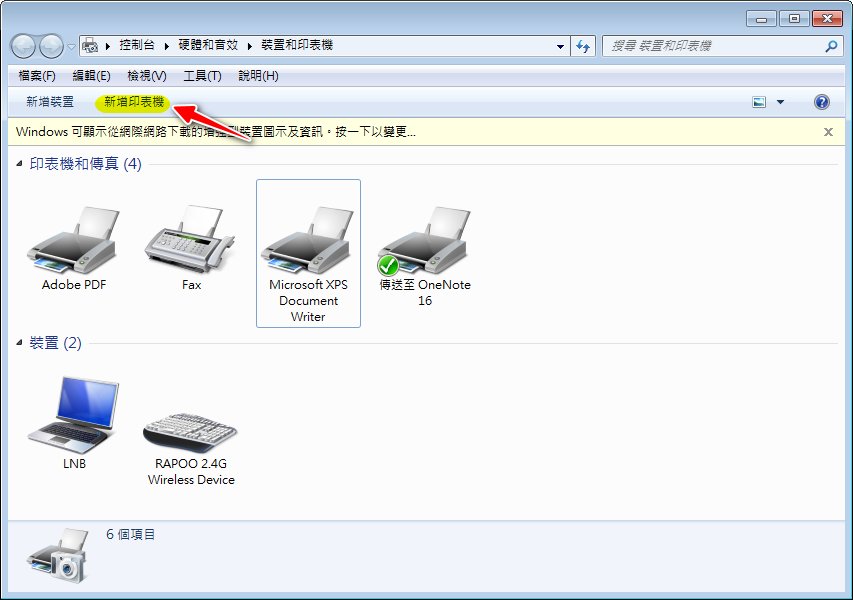 控制台 硬體和音效 裝置和印表機
搜尋 裝置和印表機
檔案(F) 編輯(E) 檢視(V) 工具(T) 說明(H)
新增裝置 新增印表機
Windows 可顯示從網際網路下載的增強型裝置圖示及資訊。按一下以變更...
印表機和傳真 (4)
Adobe PDF
Fax
Microsoft XPS
Document
Writer
傳送至 OneNote
16
裝置 (2)
LNB
RAPOO 2.4G
Wireless Device
6 個項目